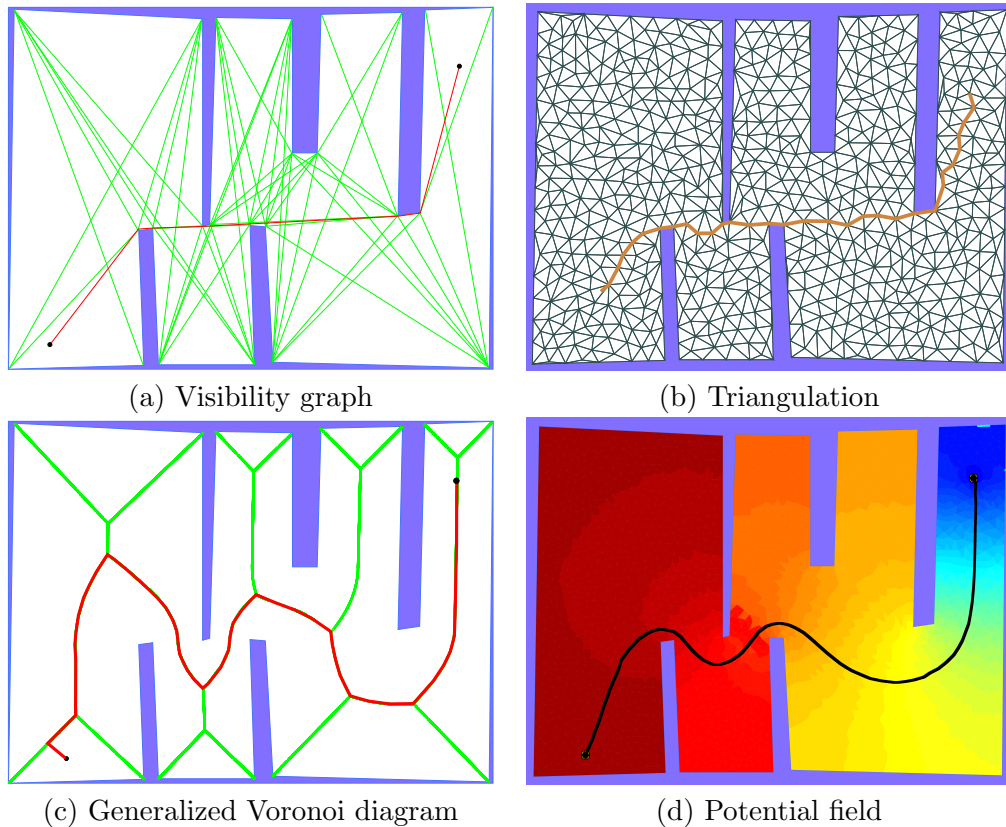 (a) Visibility graph
(b) Triangulation
(c) Generalized Voronoi diagram
(d) Potential field